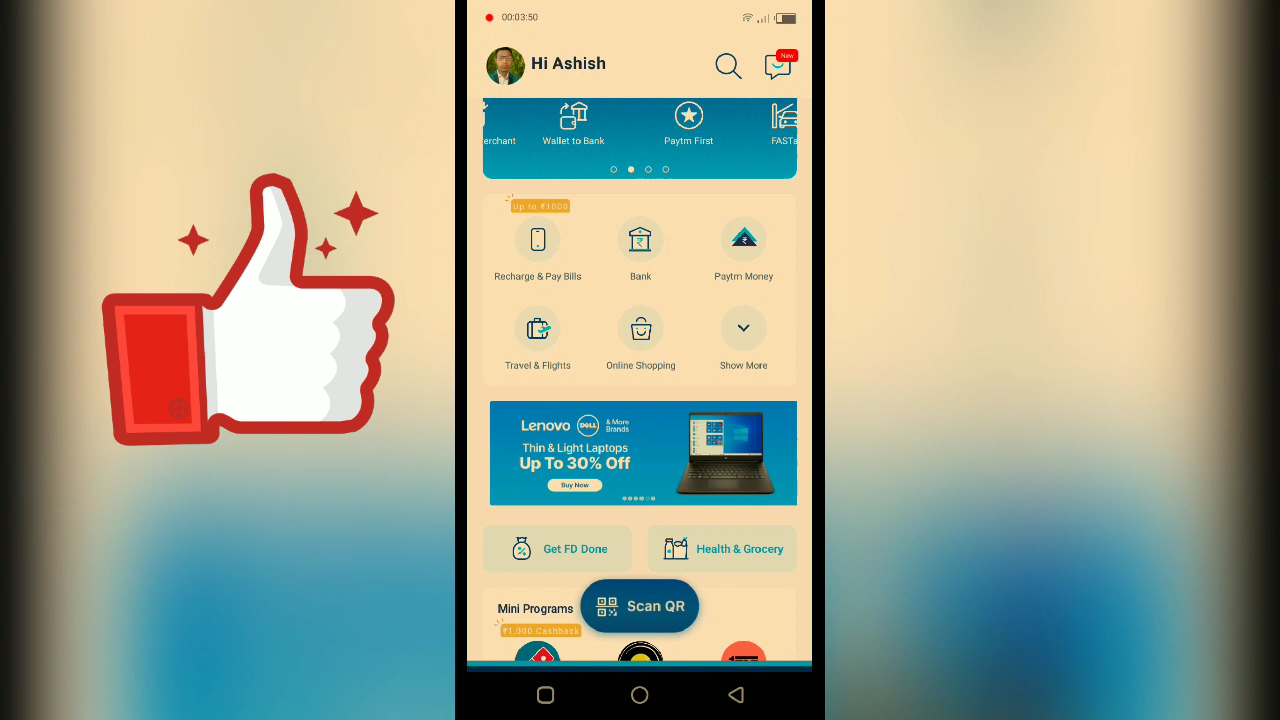 00:03:50
Hi Ashish
New
erchant
Wallet to Bank
Paytm First
FASTa
Up to ₹1000
Recharge & Pay Bills
Bank
Paytm Money
Travel & Flights
Online Shopping
Show More
Lenovo DELL & More Brands
Thin & Light Laptops
Up To 30% Off
Buy Now
Get FD Done
Health & Grocery
Mini Programs
Scan QR
₹1,000 Cashback